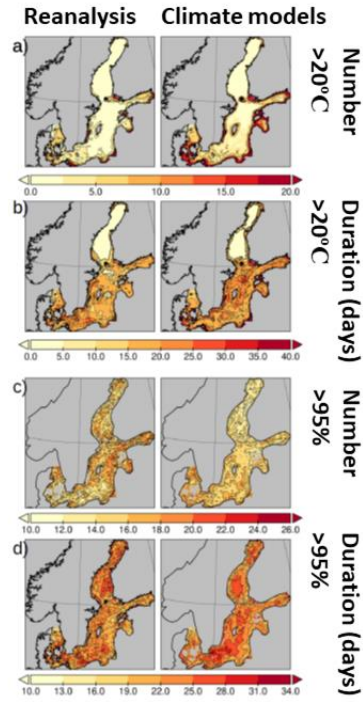 Reanalysis Climate models
a)
Number
>20°C
0.0 5.0 10.0 15.0 20.0
b)
Duration (days)
>20°C
0.0 5.0 10.0 15.0 20.0 25.0 30.0 35.0 40.0
c)
Number
>95%
10.0 12.0 14.0 16.0 18.0 20.0 22.0 24.0 26.0
d)
Duration (days)
>95%
10.0 13.0 16.0 19.0 22.0 25.0 28.0 31.0 34.0